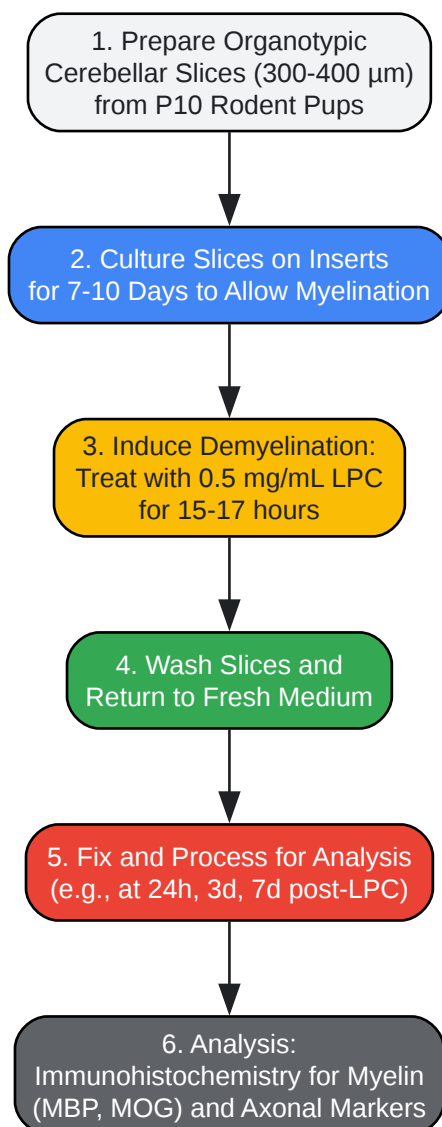 1. Prepare Organotypic
Cerebellar Slices (300-400 µm)
from P10 Rodent Pups
2. Culture Slices on Inserts
for 7-10 Days to Allow Myelination
3. Induce Demyelination:
Treat with 0.5 mg/mL LPC
for 15-17 hours
4. Wash Slices and
Return to Fresh Medium
5. Fix and Process for Analysis
(e.g., at 24h, 3d, 7d post-LPC)
6. Analysis:
Immunohistochemistry for Myelin
(MBP, MOG) and Axonal Markers